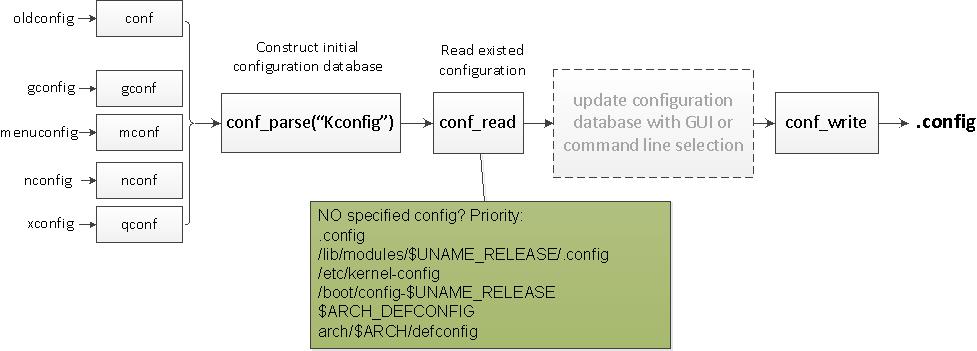 oldconfig
conf
gconfig
gconf
menuconfig
mconf
nconfig
nconf
xconfig
qconf
Construct initial
configuration database
conf_parse(“Kconfig”)
Read existed
configuration
conf_read
update configuration
database with GUI or
command line selection
conf_write
.config
NO specified config? Priority:
.config
/lib/modules/$UNAME_RELEASE/.config
/etc/kernel-config
/boot/config-$UNAME_RELEASE
$ARCH_DEFCONFIG
arch/$ARCH/defconfig